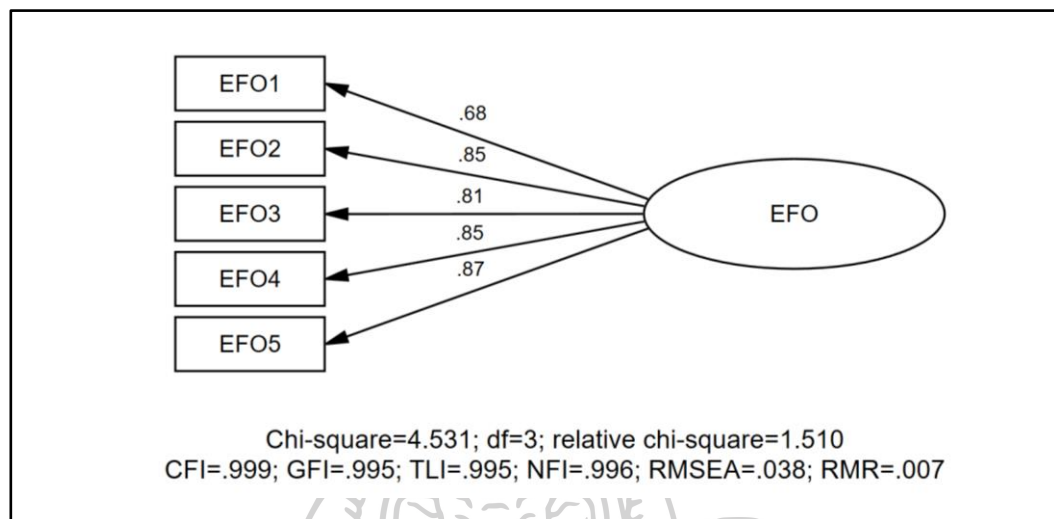 EFO1
.68
EFO2
.85
EFO3
.81
EFO
EFO4
.85
.87
EFO5
Chi-square=4.531; df=3; relative chi-square=1.510
CFI=.999; GFI=.995; TLI=.995; NFI=.996; RMSEA=.038; RMR=.007